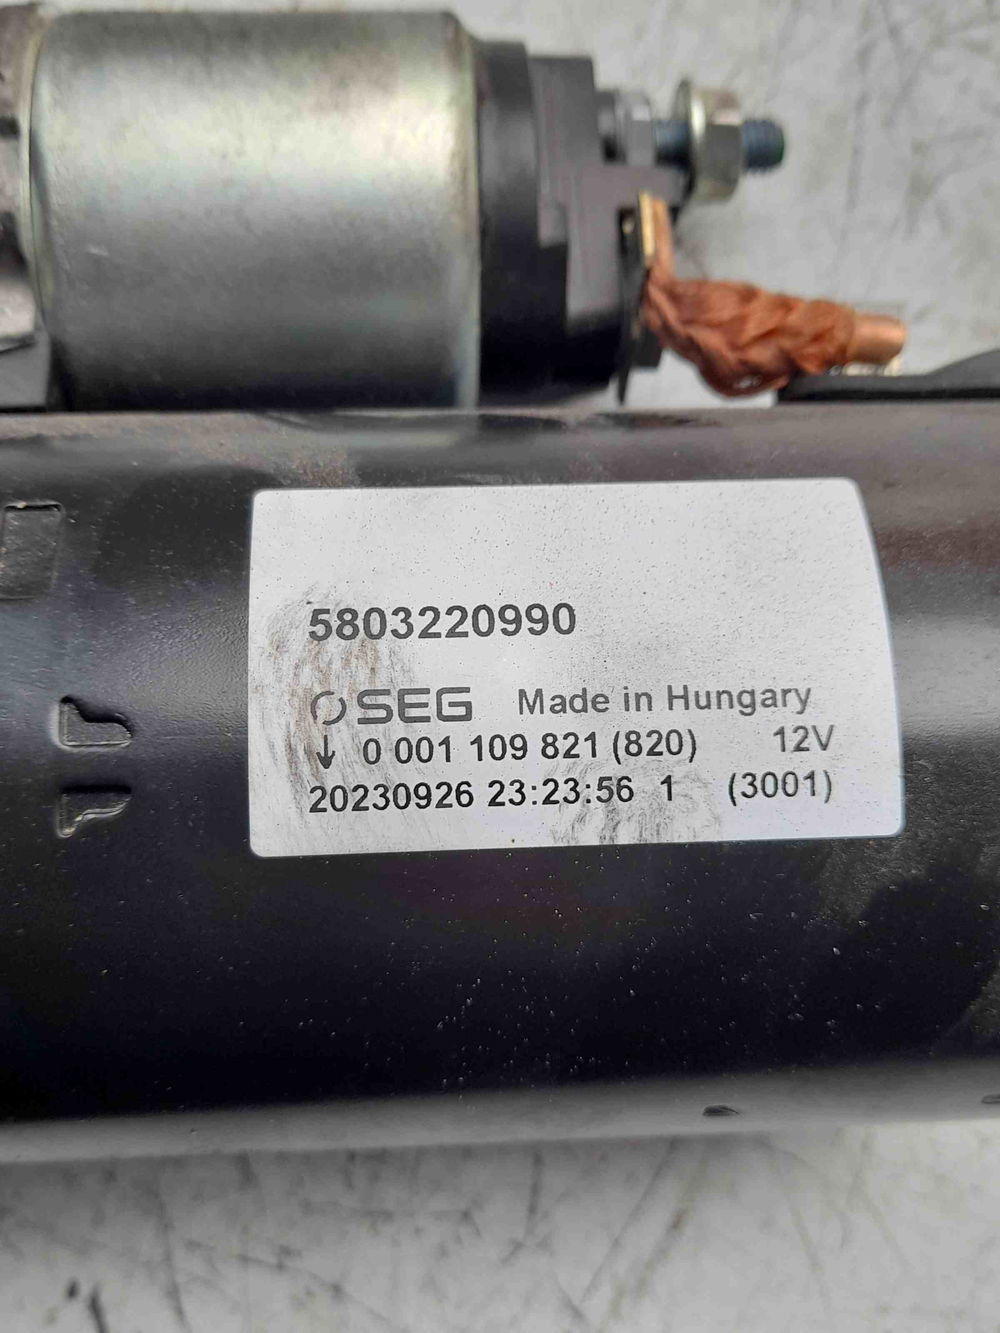 5803220990
SEG Made in Hungary
↓ 0 001 109 821 (820) 12V
20230926 23:23:56 1 (3001)